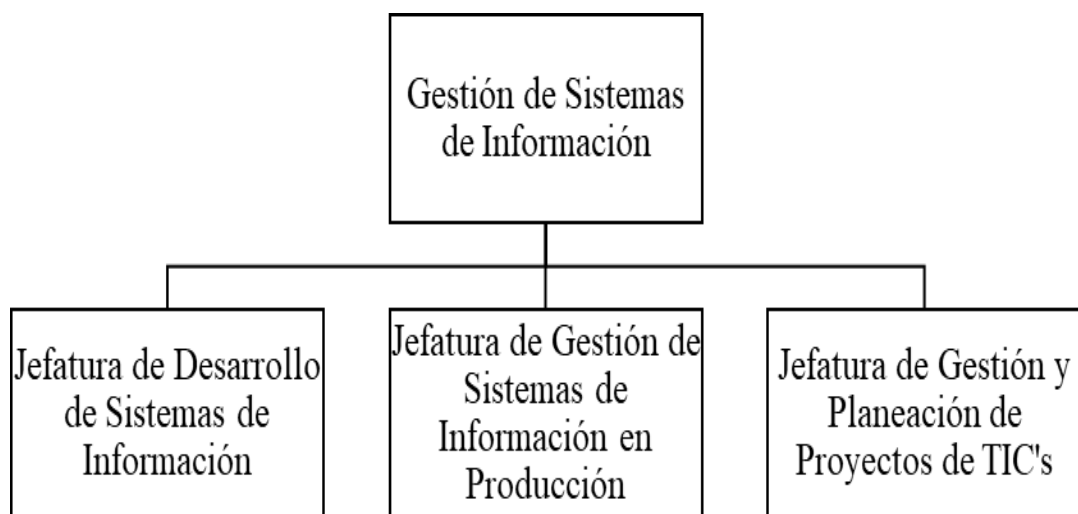 Gestión de Sistemas
de Información
Jefatura de Desarrollo
de Sistemas de
Información
Jefatura de Gestión de
Sistemas de
Información en
Producción
Jefatura de Gestión y
Planeación de
Proyectos de TIC's